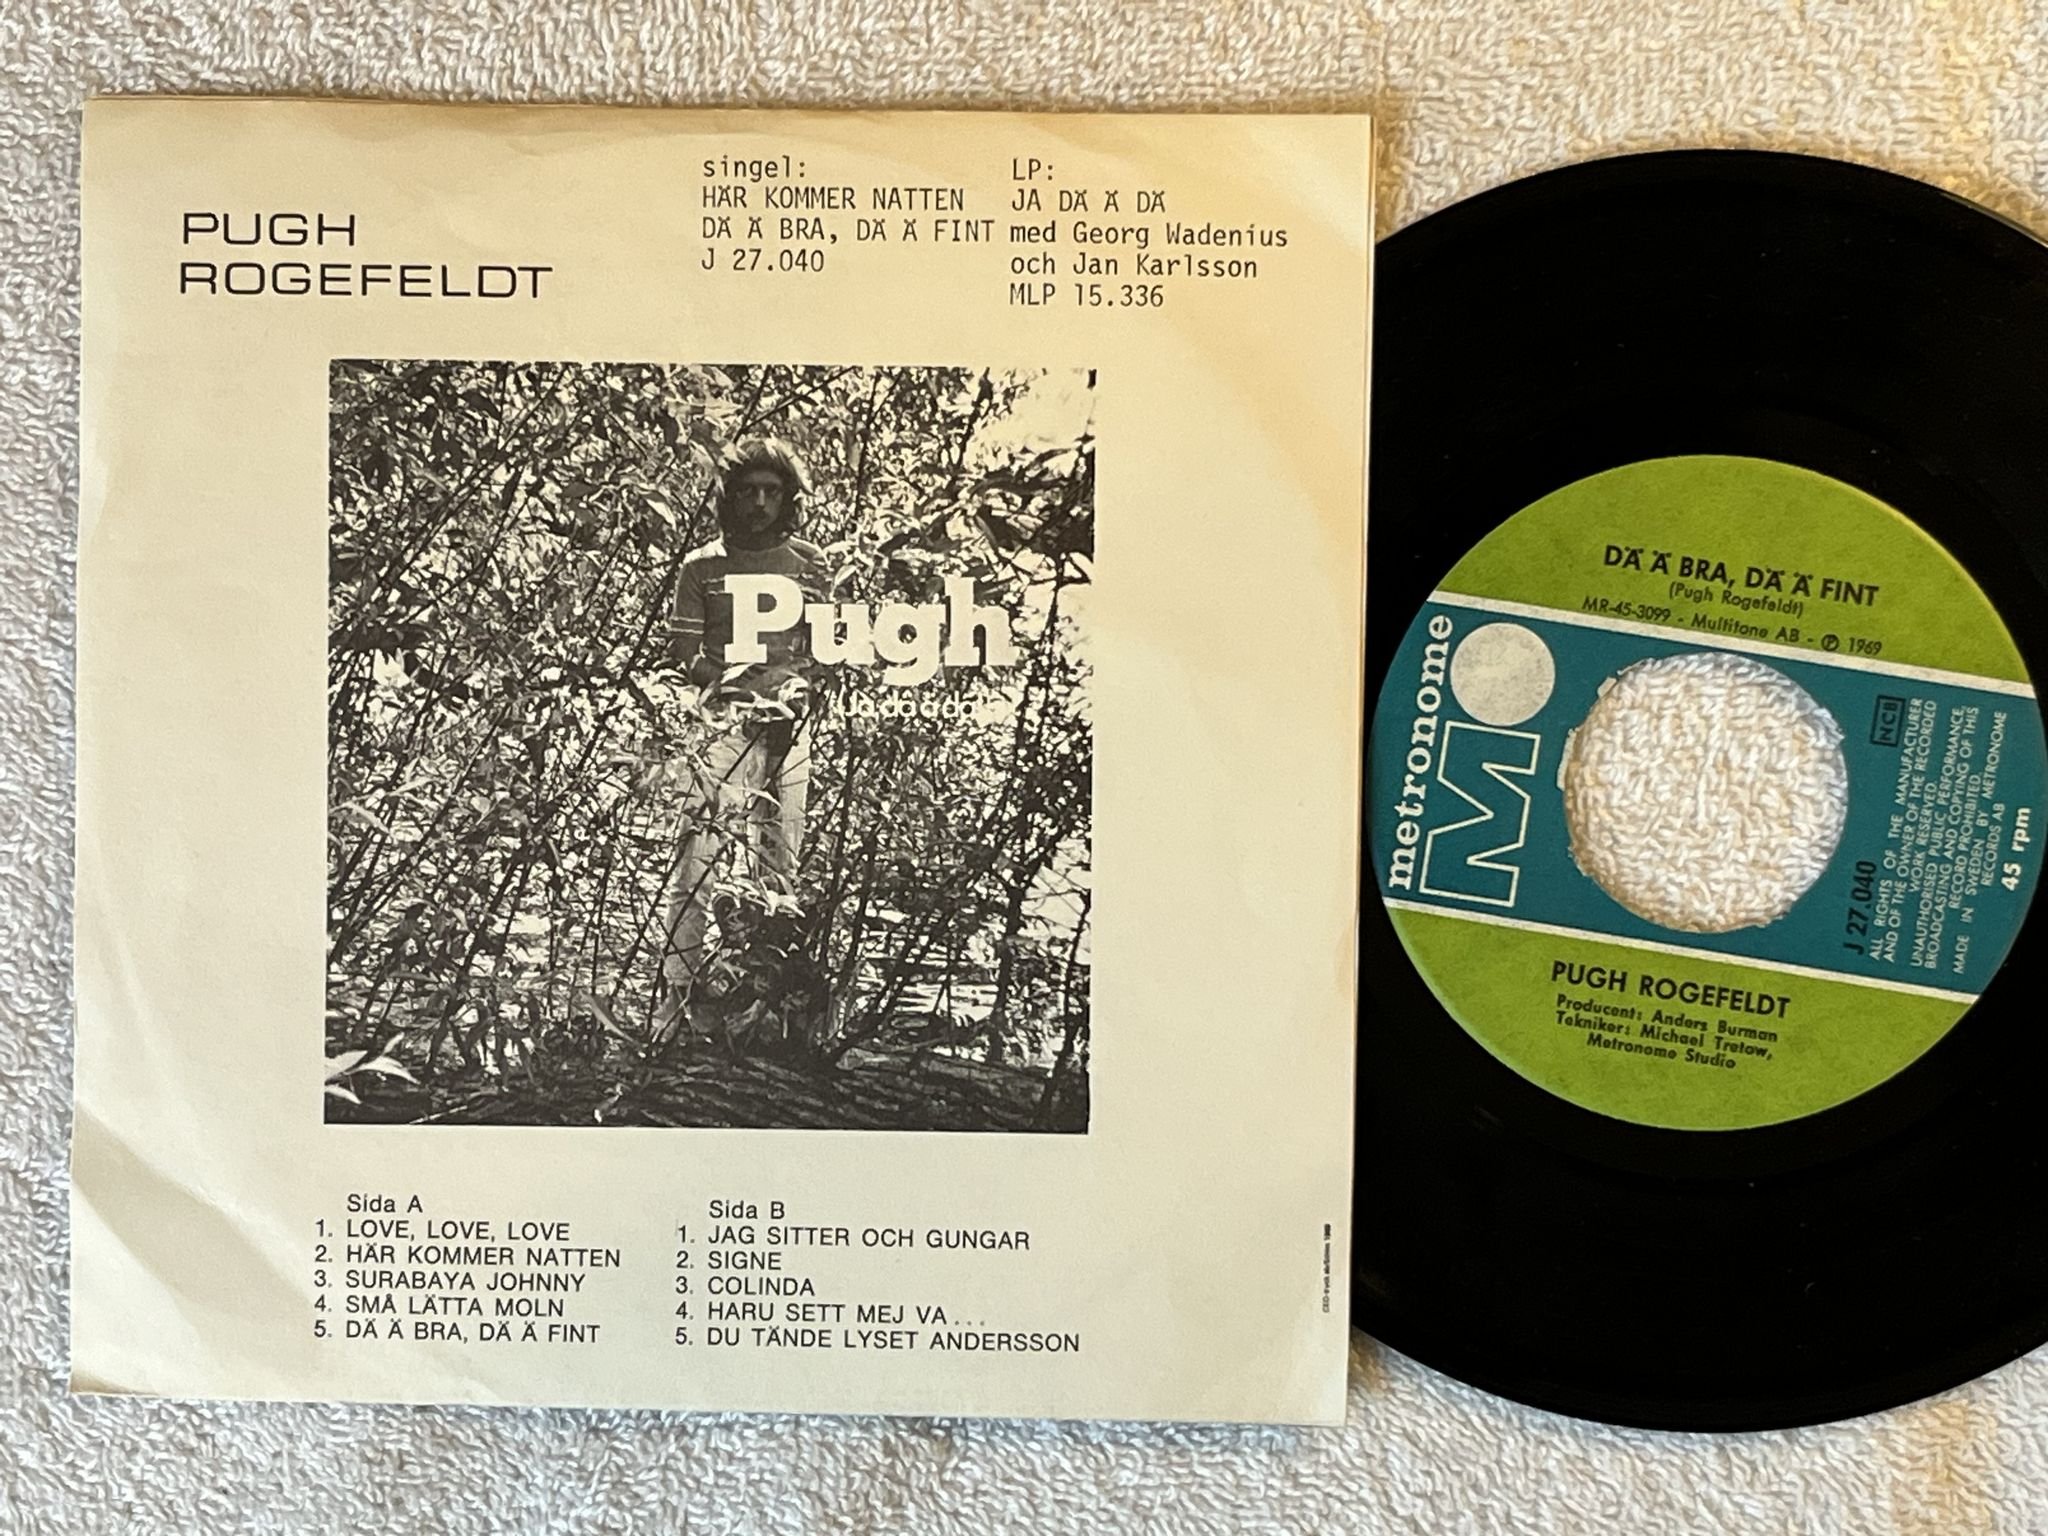 PUGH
ROGEFELDT
singel:
HÄR KOMMER NATTEN
DÄ Ä BRA, DÄ Ä FINT
J 27.040
LP:
JA DÄ Ä DÄ
med Georg Wadenius
och Jan Karlsson
MLP 15.336
Pugh
Ja dä ä dä
Sida A
1. LOVE, LOVE, LOVE
2. HÄR KOMMER NATTEN
3. SURABAYA JOHNNY
4. SMÅ LÄTTA MOLN
5. DÄ Ä BRA, DÄ Ä FINT
Sida B
1. JAG SITTER OCH GUNGAR
2. SIGNE
3. COLINDA
4. HARU SETT MEJ VA...
5. DU TÄNDE LYSET ANDERSSON
DÄ Ä BRA, DÄ Ä FINT
(Pugh Rogefeldt)
MR-45-3099 - Multitone AB - Ⓟ 1969
metronome
M
NCB
J 27.040
ALL RIGHTS OF THE MANUFACTURER
AND OF THE OWNER OF THE RECORDED
WORK RESERVED.
UNAUTHORISED PUBLIC PERFORMANCE,
BROADCASTING AND COPYING OF THIS
RECORD PROHIBITED.
MADE IN SWEDEN BY METRONOME
RECORDS AB
45 rpm
PUGH ROGEFELDT
Producent: Anders Burman
Tekniker: Michael Tretow,
Metronome Studio